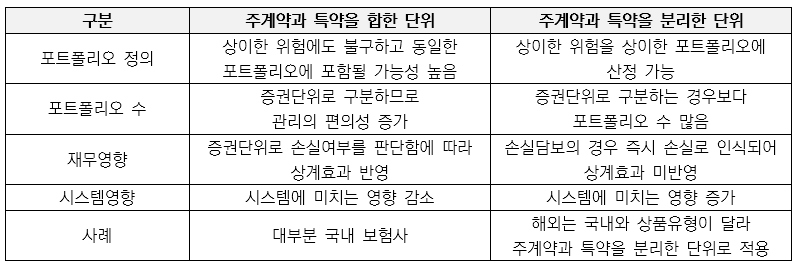 구분 주계약과 특약을 합한 단위 주계약과 특약을 분리한 단위
포트폴리오 정의
상이한 위험에도 불구하고 동일한
포트폴리오에 포함될 가능성 높음
상이한 위험을 상이한 포트폴리오에
산정 가능
포트폴리오 수
증권단위로 구분하므로
관리의 편의성 증가
증권단위로 구분하는 경우보다
포트폴리오 수 많음
재무영향
증권단위로 손실여부를 판단함에 따라
상계효과 반영
손실담보의 경우 즉시 손실로 인식되어
상계효과 미반영
시스템영향 시스템에 미치는 영향 감소 시스템에 미치는 영향 증가
사례
대부분 국내 보험사
해외는 국내와 상품유형이 달라
주계약과 특약을 분리한 단위로 적용